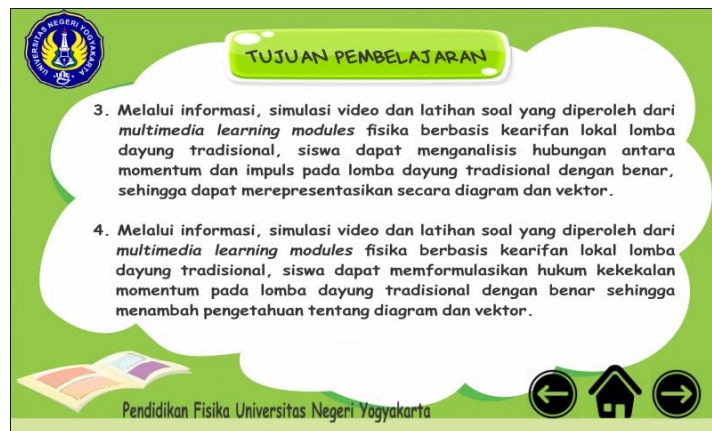 UNIVERSITAS NEGERI YOGYAKARTA
TUJUAN PEMBELAJARAN
3. Melalui informasi, simulasi video dan latihan soal yang diperoleh dari
multimedia learning modules fisika berbasis kearifan lokal lomba
dayung tradisional, siswa dapat menganalisis hubungan antara
momentum dan impuls pada lomba dayung tradisional dengan benar,
sehingga dapat merepresentasikan secara diagram dan vektor.
4. Melalui informasi, simulasi video dan latihan soal yang diperoleh dari
multimedia learning modules fisika berbasis kearifan lokal lomba
dayung tradisional, siswa dapat memformulasikan hukum kekekalan
momentum pada lomba dayung tradisional dengan benar sehingga
menambah pengetahuan tentang diagram dan vektor.
Pendidikan Fisika Universitas Negeri Yogyakarta